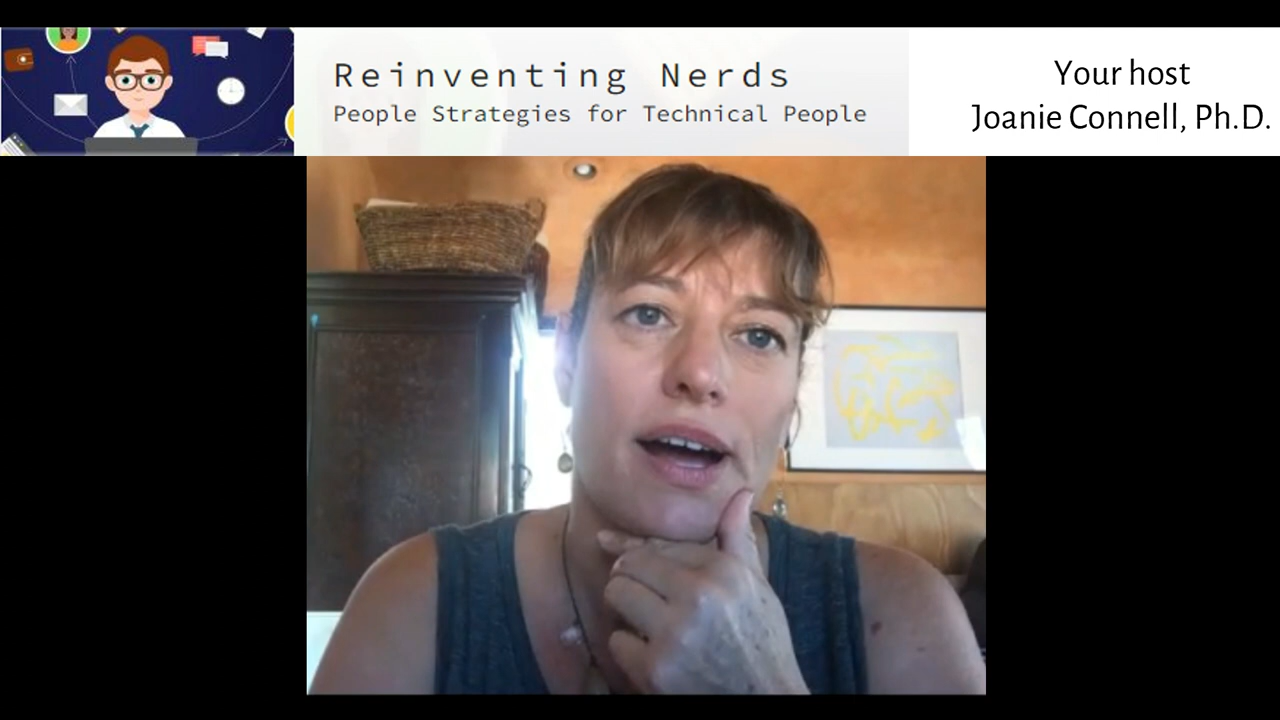 Reinventing Nerds
People Strategies for Technical People
Your host
Joanie Connell, Ph.D.